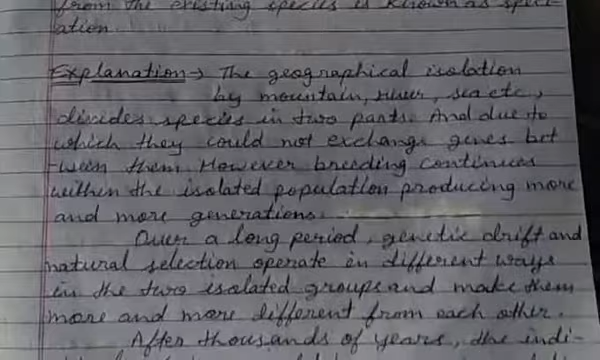 from the existing species is known as speci-
ation.
Explanation → The geographical isolation
by mountain, river, sea etc,
divides species in two parts. And due to
which they could not exchange genes bet
-ween them. However breeding continues
within the isolated population producing more
and more generations.
Over a long period, genetic drift and
natural selection operate in different ways
in the two isolated groups and make them
more and more different from each other.
After thousands of years, the indi-